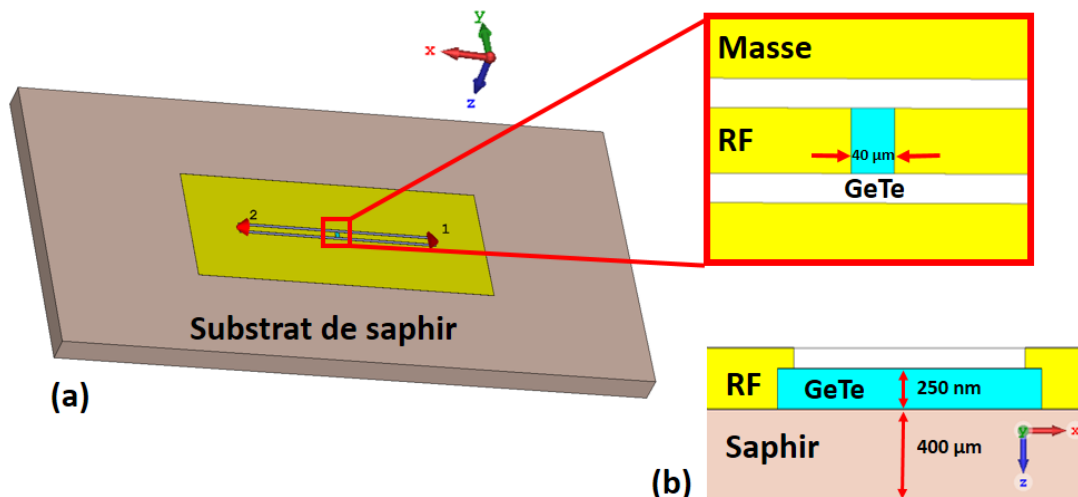 y
x
z
2
1
Substrat de saphir
(a)
Masse
RF
40 µm
GeTe
RF
GeTe
250 nm
Saphir
400 µm
y
x
z
(b)